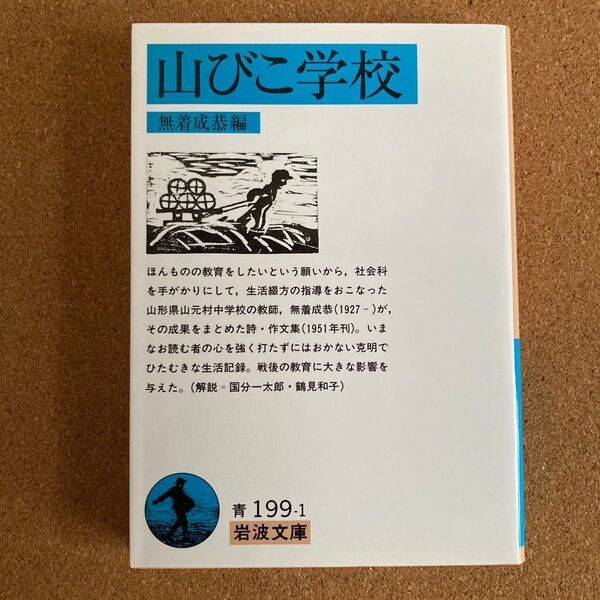 山びこ学校
無着成恭編
ほんものの教育をしたいという願いから，社会科
を手がかりにして，生活綴方の指導をおこなった
山形県山元村中学校の教師，無着成恭(1927－)が，
その成果をまとめた詩・作文集(1951年刊)。いま
なお読む者の心を強く打たずにはおかない克明で
ひたむきな生活記録。戦後の教育に大きな影響を
与えた。(解説＝国分一太郎・鶴見和子)
青 199-1
岩波文庫